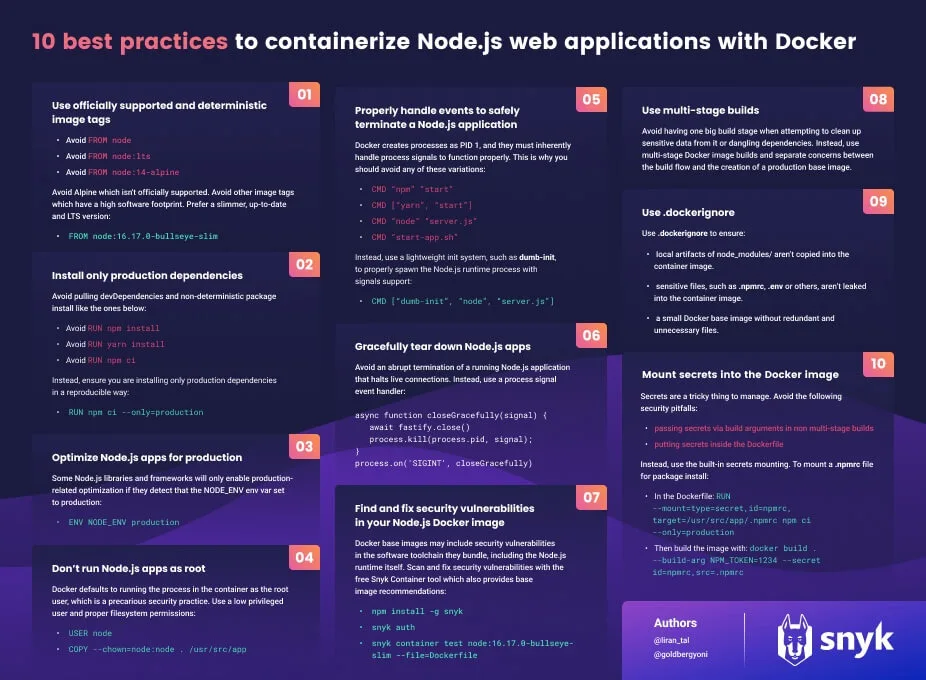 10 best practices to containerize Node.js web applications with Docker
01
Use officially supported and deterministic
image tags
• Avoid FROM node
• Avoid FROM node:lts
• Avoid FROM node:14-alpine
Avoid Alpine which isn't officially supported. Avoid other image tags
which have a high software footprint. Prefer a slimmer, up-to-date
and LTS version:
• FROM node:16.17.0-bullseye-slim
02
Install only production dependencies
Avoid pulling devDependencies and non-deterministic package
install like the ones below:
• Avoid RUN npm install
• Avoid RUN yarn install
• Avoid RUN npm ci
Instead, ensure you are installing only production dependencies
in a reproducible way:
• RUN npm ci --only=production
03
Optimize Node.js apps for production
Some Node.js libraries and frameworks will only enable production-
related optimization if they detect that the NODE_ENV env var set
to production:
• ENV NODE_ENV production
04
Don't run Node.js apps as root
Docker defaults to running the process in the container as the root
user, which is a precarious security practice. Use a low privileged
user and proper filesystem permissions:
• USER node
• COPY --chown=node:node . /usr/src/app
05
Properly handle events to safely
terminate a Node.js application
Docker creates processes as PID 1, and they must inherently
handle process signals to function properly. This is why you
should avoid any of these variations:
• CMD "npm" "start"
• CMD ["yarn", "start"]
• CMD "node" "server.js"
• CMD "start-app.sh"
Instead, use a lightweight init system, such as dumb-init,
to properly spawn the Node.js runtime process with
signals support:
• CMD ["dumb-init", "node", "server.js"]
06
Gracefully tear down Node.js apps
Avoid an abrupt termination of a running Node.js application
that halts live connections. Instead, use a process signal
event handler:
async function closeGracefully(signal) {
await fastify.close()
process.kill(process.pid, signal);
}
process.on('SIGINT', closeGracefully)
07
Find and fix security vulnerabilities
in your Node.js Docker image
Docker base images may include security vulnerabilities
in the software toolchain they bundle, including the Node.js
runtime itself. Scan and fix security vulnerabilities with the
free Snyk Container tool which also provides base
image recommendations:
• npm install -g snyk
• snyk auth
• snyk container test node:16.17.0-bullseye-
slim --file=Dockerfile
08
Use multi-stage builds
Avoid having one big build stage when attempting to clean up
sensitive data from it or dangling dependencies. Instead, use
multi-stage Docker image builds and separate concerns between
the build flow and the creation of a production base image.
09
Use .dockerignore
Use .dockerignore to ensure:
• local artifacts of node_modules/ aren't copied into the
container image.
• sensitive files, such as .npmrc, .env or others, aren't leaked
into the container image.
• a small Docker base image without redundant and
unnecessary files.
10
Mount secrets into the Docker image
Secrets are a tricky thing to manage. Avoid the following
security pitfalls:
• passing secrets via build arguments in non multi-stage builds
• putting secrets inside the Dockerfile
Instead, use the built-in secrets mounting. To mount a .npmrc file
for package install:
• In the Dockerfile: RUN
--mount=type=secret,id=npmrc,
target=/usr/src/app/.npmrc npm ci
--only=production
• Then build the image with: docker build .
--build-arg NPM_TOKEN=1234 --secret
id=npmrc,src=.npmrc
Authors
@liran_tal
@goldbergyoni
snyk